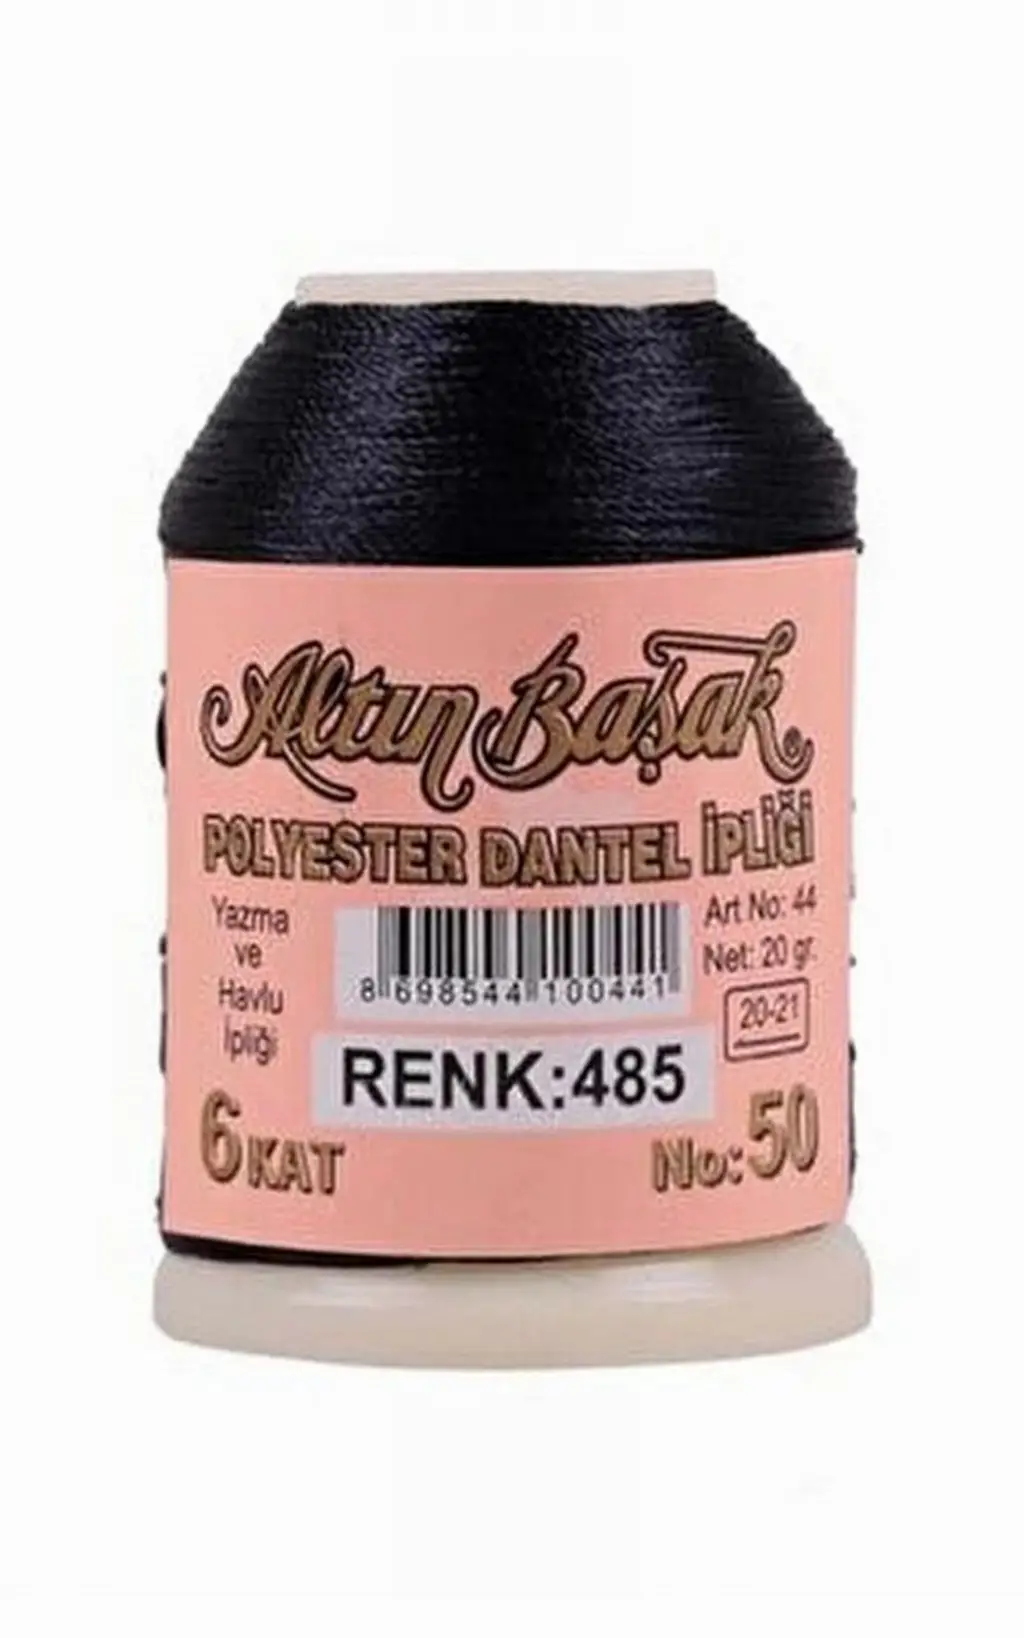 Altın Başak ®
POLYESTER DANTEL İPLİĞİ
Yazma
ve
Havlu
İpliği
8 698544 100441
Art No: 44
Net: 20 gr.
20-21
RENK:485
6 KAT
No: 50